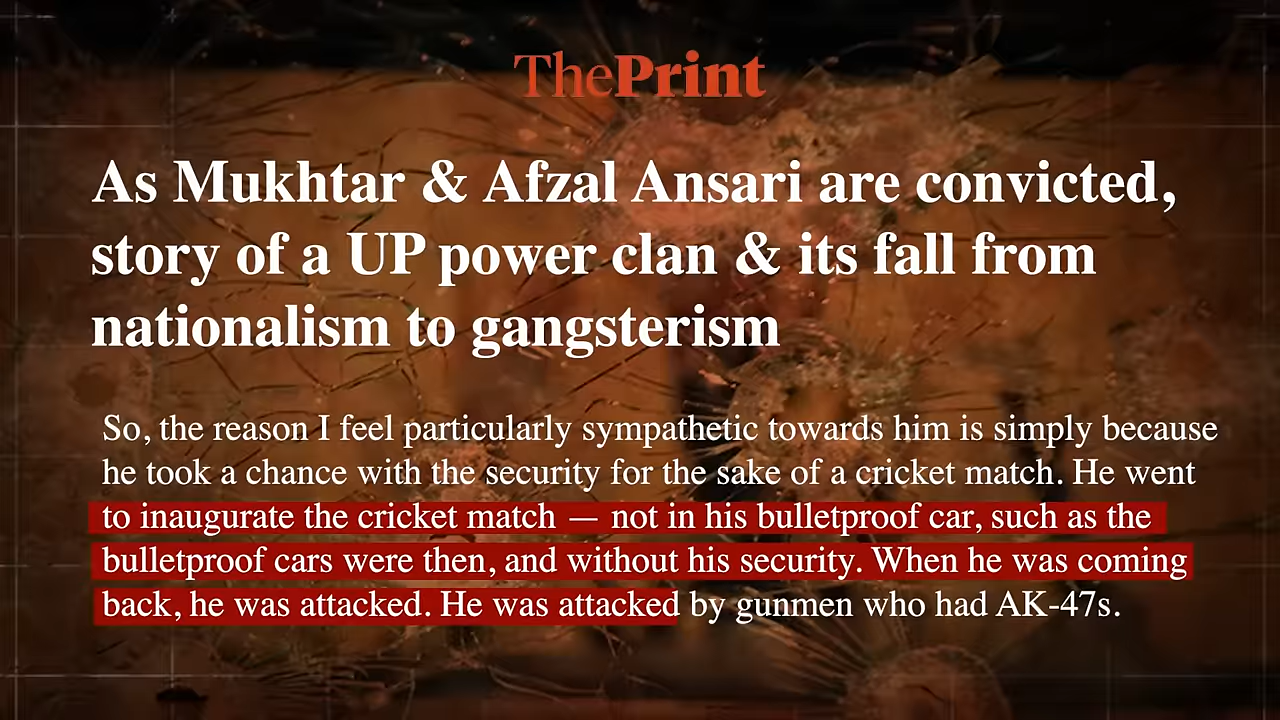 ThePrint
As Mukhtar & Afzal Ansari are convicted,
story of a UP power clan & its fall from
nationalism to gangsterism
So, the reason I feel particularly sympathetic towards him is simply because
he took a chance with the security for the sake of a cricket match. He went
to inaugurate the cricket match — not in his bulletproof car, such as the
bulletproof cars were then, and without his security. When he was coming
back, he was attacked. He was attacked by gunmen who had AK-47s.